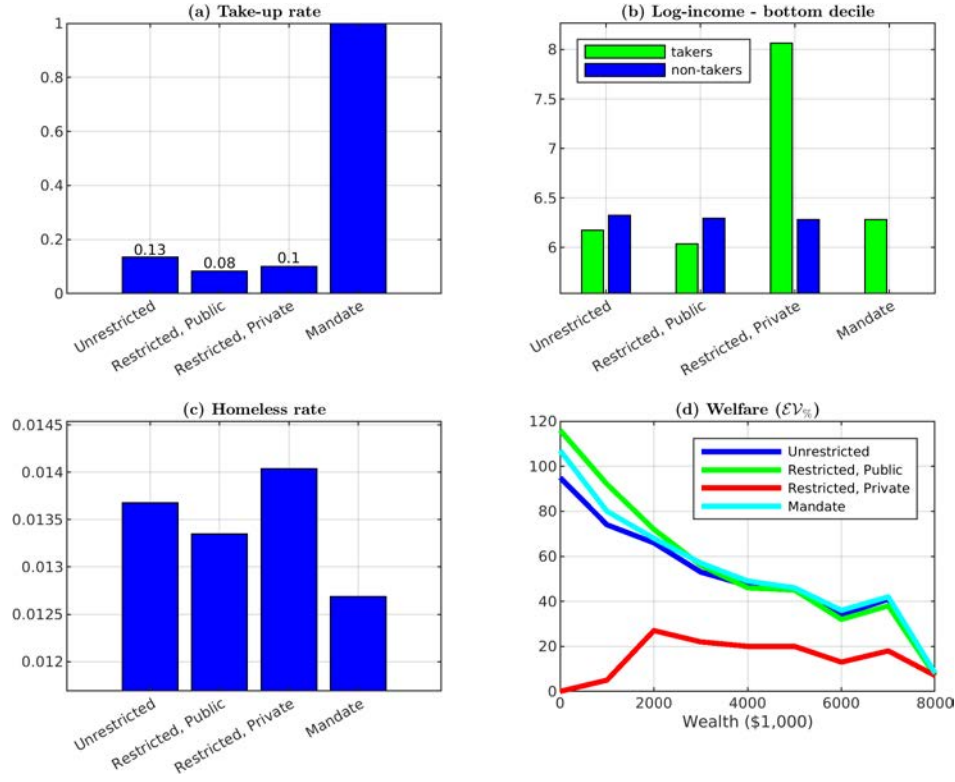 (a) Take-up rate
1
0.8
0.6
0.4
0.2
0
0.13
0.08
0.1
Unrestricted
Restricted, Public
Restricted, Private
Mandate
(b) Log-income - bottom decile
8
7.5
7
6.5
6
takers
non-takers
Unrestricted
Restricted, Public
Restricted, Private
Mandate
(c) Homeless rate
0.0145
0.014
0.0135
0.013
0.0125
0.012
Unrestricted
Restricted, Public
Restricted, Private
Mandate
(d) Welfare (ℰ𝒱%)
120
100
80
60
40
20
0
Unrestricted
Restricted, Public
Restricted, Private
Mandate
0 2000 4000 6000 8000
Wealth ($1,000)